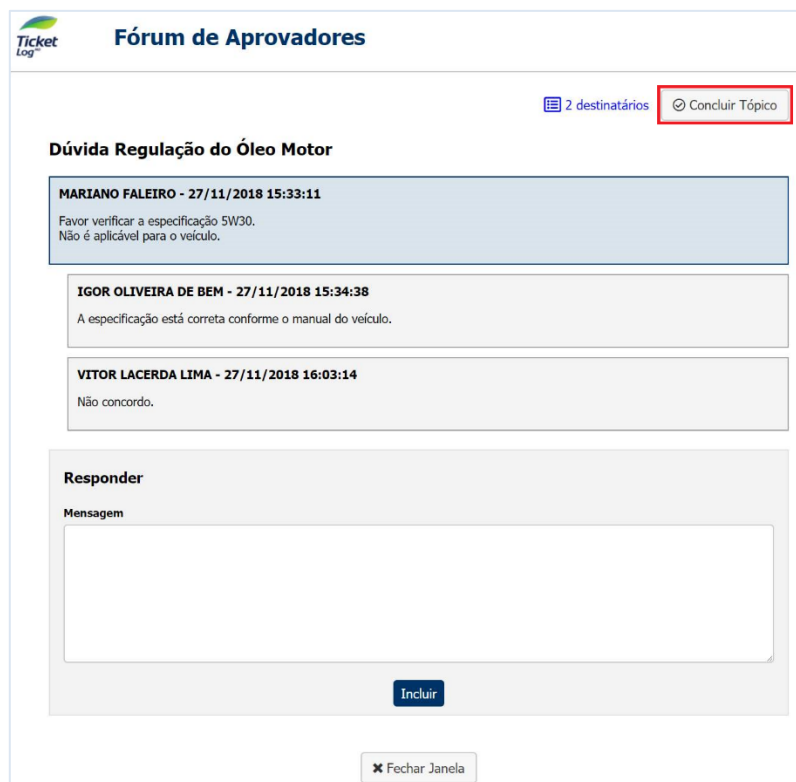 Ticket
Log
Fórum de Aprovadores
2 destinatários
Concluir Tópico
Dúvida Regulação do Óleo Motor
MARIANO FALEIRO - 27/11/2018 15:33:11
Favor verificar a especificação 5W30.
Não é aplicável para o veículo.
IGOR OLIVEIRA DE BEM - 27/11/2018 15:34:38
A especificação está correta conforme o manual do veículo.
VITOR LACERDA LIMA - 27/11/2018 16:03:14
Não concordo.
Responder
Mensagem
Incluir
Fechar Janela